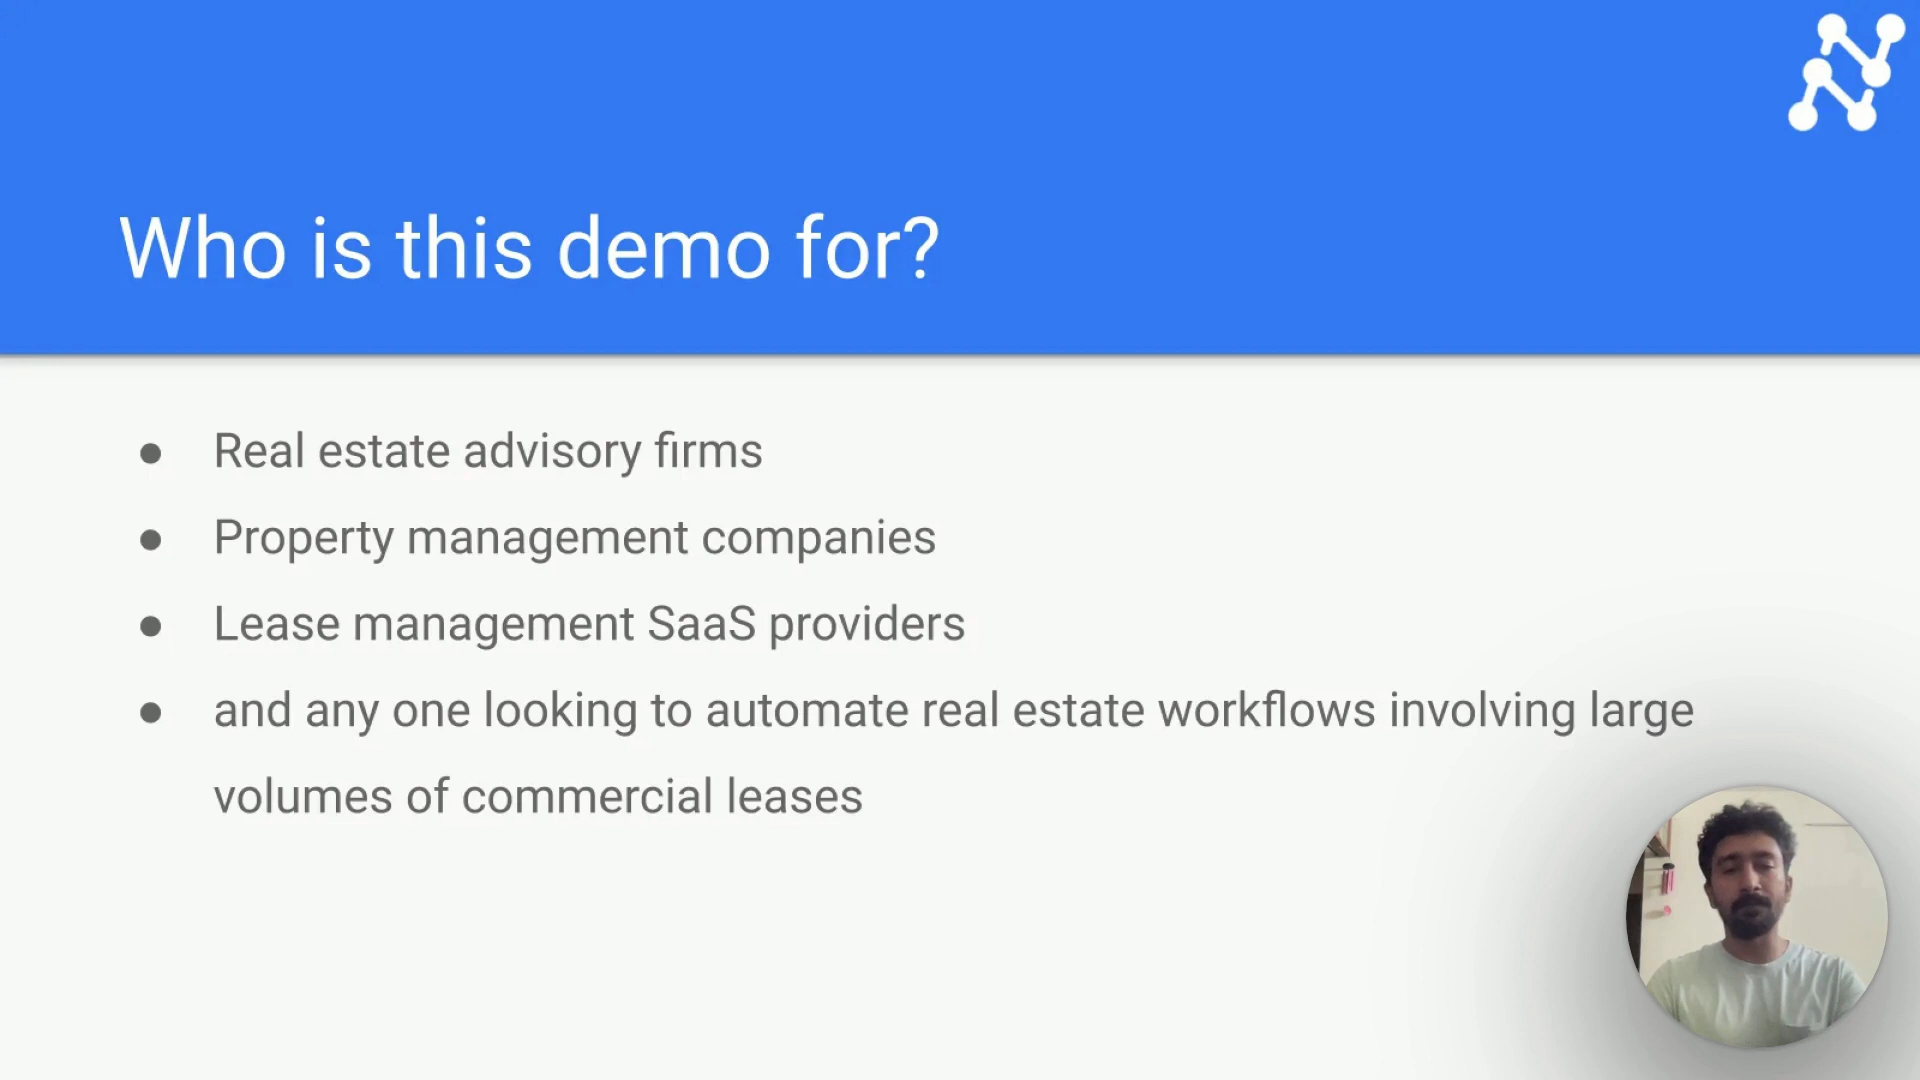 Who is this demo for?
● Real estate advisory firms
● Property management companies
● Lease management SaaS providers
● and any one looking to automate real estate workflows involving large
volumes of commercial leases